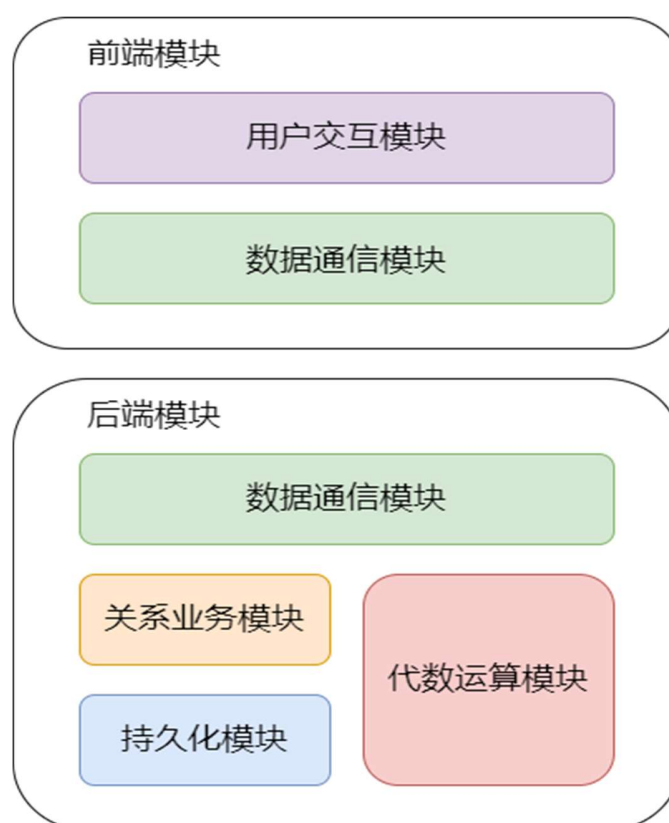 前端模块
用户交互模块
数据通信模块
后端模块
数据通信模块
关系业务模块
代数运算模块
持久化模块